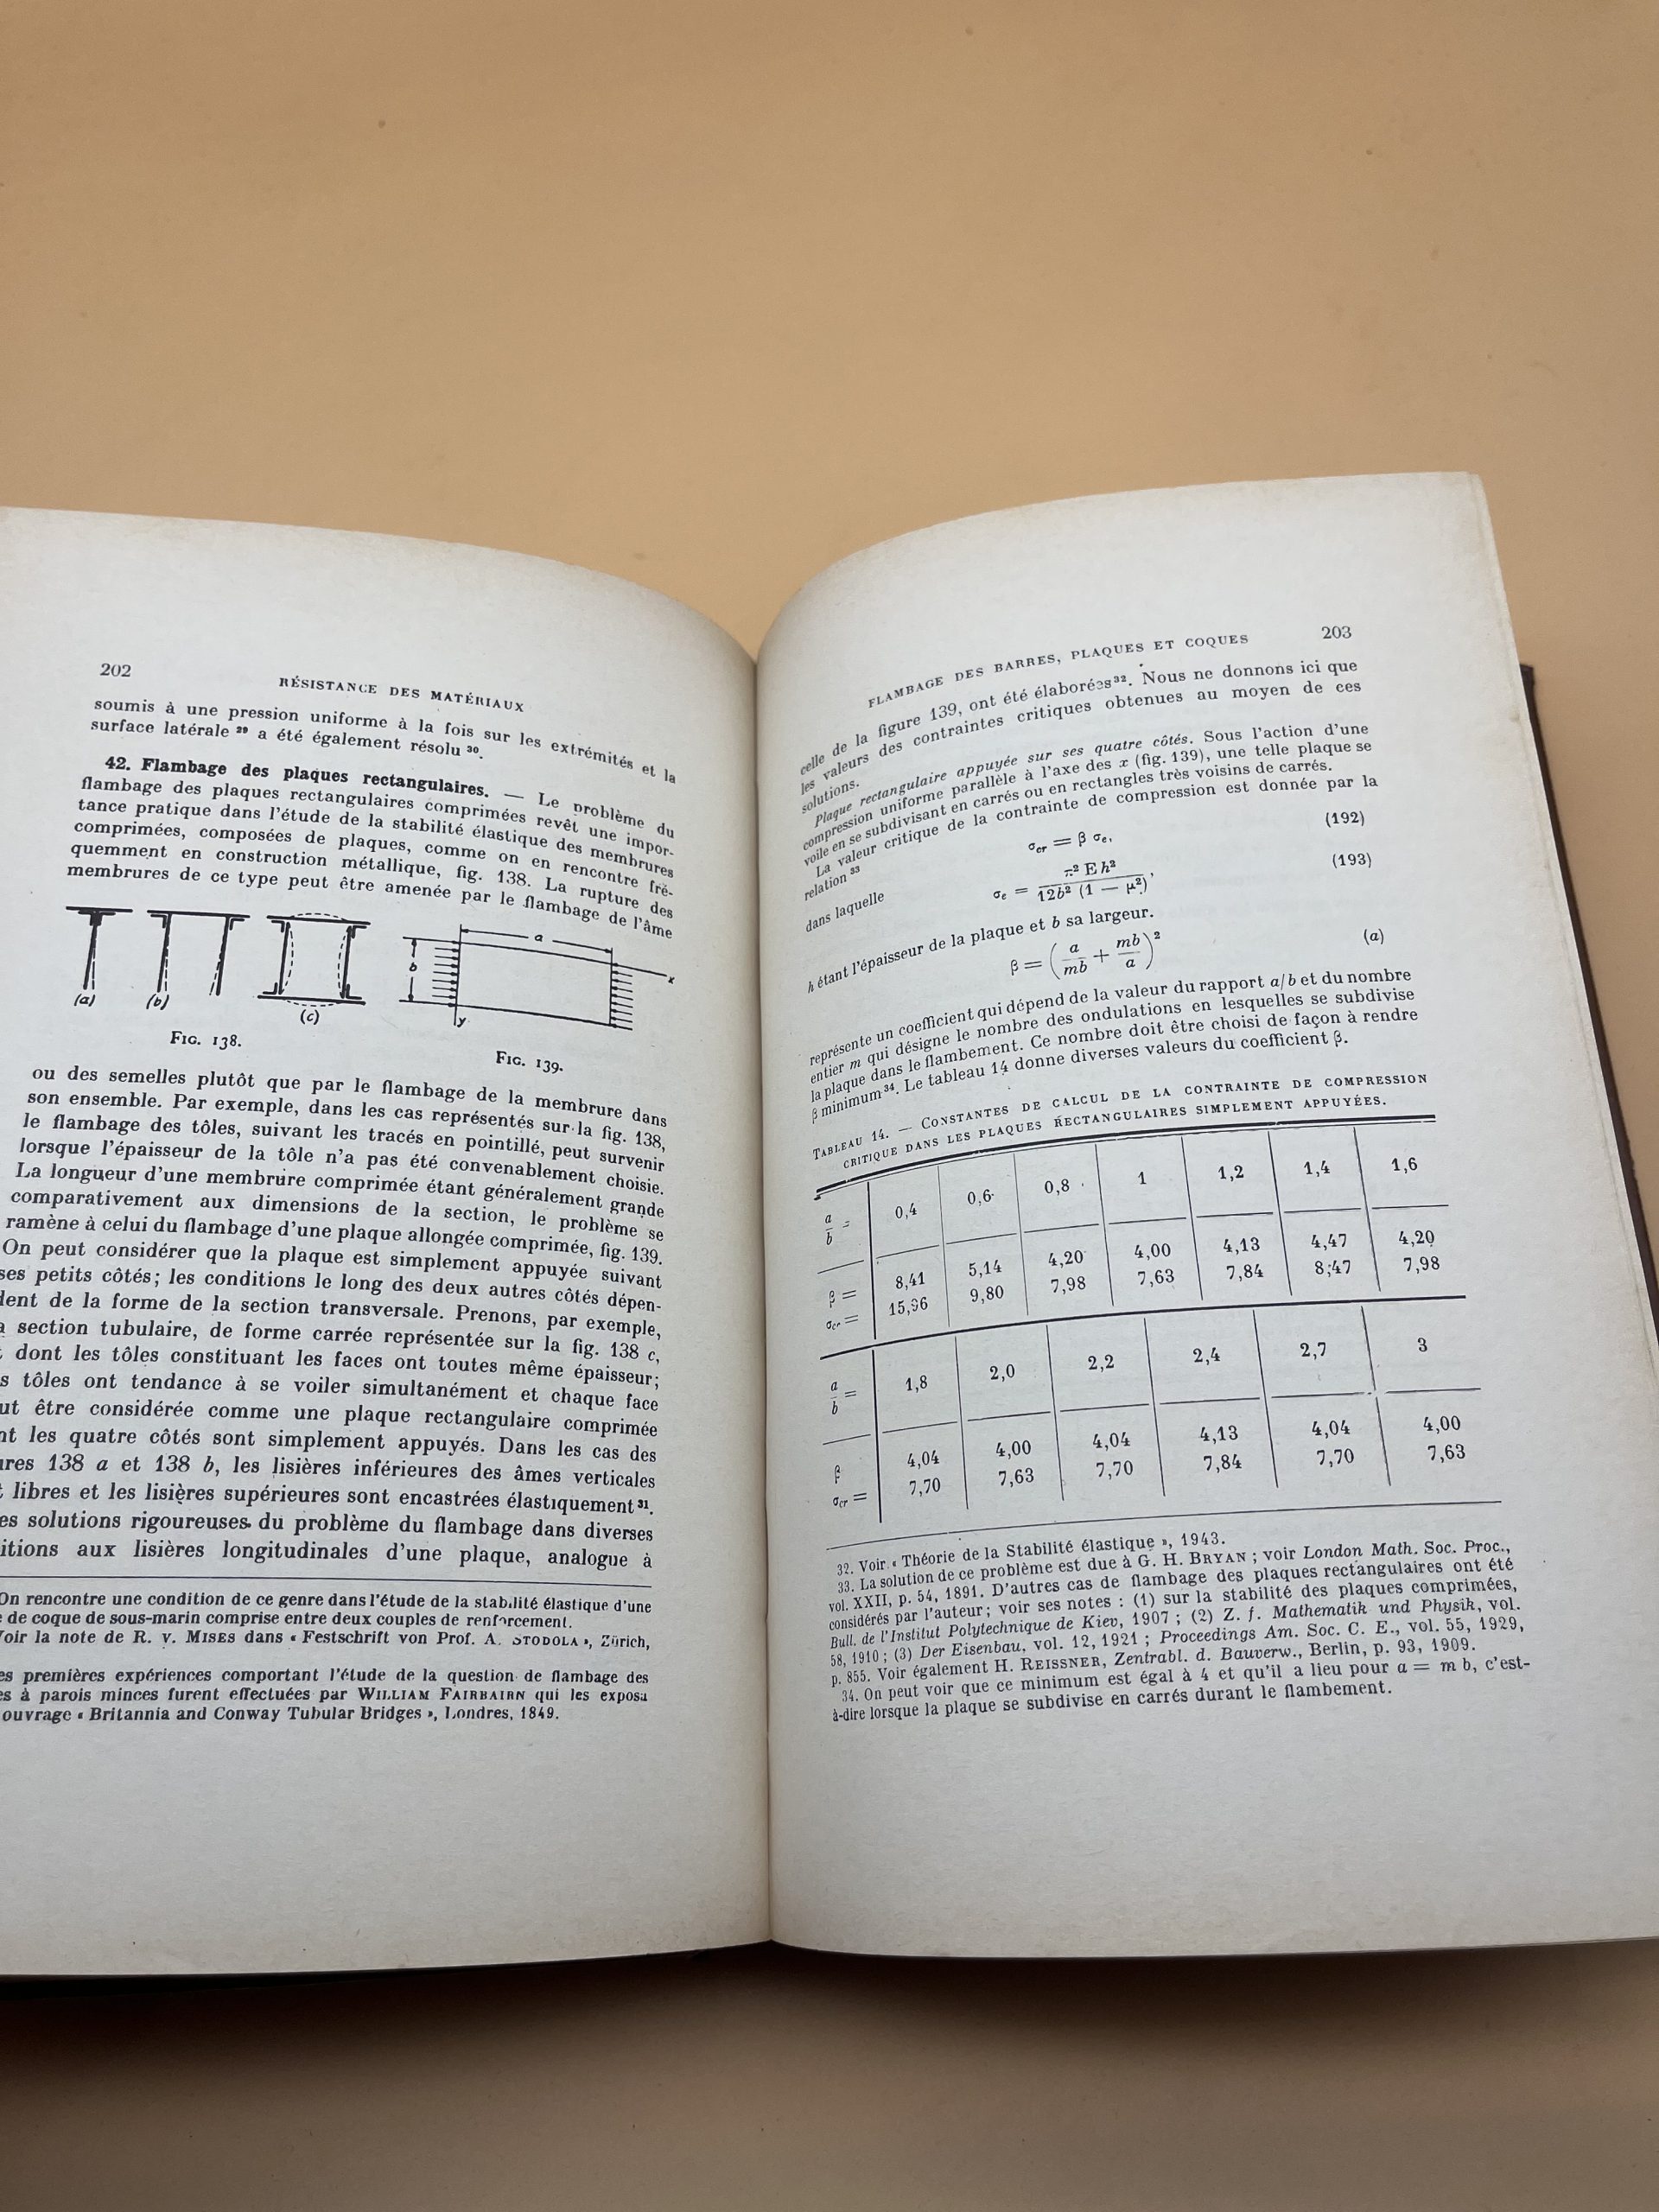 202
RÉSISTANCE DES MATÉRIAUX
soumis à une pression uniforme à la fois sur les extrémités et la
surface latérale ²⁹ a été également résolu ³⁰.
42. Flambage des plaques rectangulaires. — Le problème du
flambage des plaques rectangulaires comprimées revêt une impor-
tance pratique dans l'étude de la stabilité élastique des membrures
comprimées, composées de plaques, comme on en rencontre fré-
quemment en construction métallique, fig. 138. La rupture des
membrures de ce type peut être amenée par le flambage de l'âme
a
b
x
y
(a)
(b)
(c)
FIG. 138.
FIG. 139.
ou des semelles plutôt que par le flambage de la membrure dans
son ensemble. Par exemple, dans les cas représentés sur la fig. 138,
le flambage des tôles, suivant les tracés en pointillé, peut survenir
lorsque l'épaisseur de la tôle n'a pas été convenablement choisie.
La longueur d'une membrure comprimée étant généralement grande
comparativement aux dimensions de la section, le problème se
ramène à celui du flambage d'une plaque allongée comprimée, fig. 139.
On peut considérer que la plaque est simplement appuyée suivant
ses petits côtés; les conditions le long des deux autres côtés dépen-
dent de la forme de la section transversale. Prenons, par exemple,
section tubulaire, de forme carrée représentée sur la fig. 138 c,
dont les tôles constituant les faces ont toutes même épaisseur;
s tôles ont tendance à se voiler simultanément et chaque face
ut être considérée comme une plaque rectangulaire comprimée
nt les quatre côtés sont simplement appuyés. Dans les cas des
ures 138 a et 138 b, les lisières inférieures des âmes verticales
t libres et les lisières supérieures sont encastrées élastiquement ³¹.
es solutions rigoureuses du problème du flambage dans diverses
itions aux lisières longitudinales d'une plaque, analogue à
On rencontre une condition de ce genre dans l'étude de la stabilité élastique d'une
de coque de sous-marin comprise entre deux couples de renforcement.
Voir la note de R. v. MISES dans « Festschrift von Prof. A. STODOLA », Zürich,
es premières expériences comportant l'étude de la question de flambage des
s à parois minces furent effectuées par WILLIAM FAIRBAIRN qui les exposa
ouvrage « Britannia and Conway Tubular Bridges », Londres, 1849.
FLAMBAGE DES BARRES, PLAQUES ET COQUES
203
celle de la figure 139, ont été élaborées ³². Nous ne donnons ici que
les valeurs des contraintes critiques obtenues au moyen de ces
solutions.
Plaque rectangulaire appuyée sur ses quatre côtés. Sous l'action d'une
compression uniforme parallèle à l'axe des x (fig. 139), une telle plaque se
voile en se subdivisant en carrés ou en rectangles très voisins de carrés.
La valeur critique de la contrainte de compression est donnée par la
relation ³³
σcr = β σe, (192)
dans laquelle
σe = π² E h² / 12b² (1 — μ²), (193)
h étant l'épaisseur de la plaque et b sa largeur.
β = (a/mb + mb/a)² (a)
représente un coefficient qui dépend de la valeur du rapport a/b et du nombre
entier m qui désigne le nombre des ondulations en lesquelles se subdivise
la plaque dans le flambement. Ce nombre doit être choisi de façon à rendre
β minimum ³⁴. Le tableau 14 donne diverses valeurs du coefficient β.
TABLEAU 14. — CONSTANTES DE CALCUL DE LA CONTRAINTE DE COMPRESSION
CRITIQUE DANS LES PLAQUES RECTANGULAIRES SIMPLEMENT APPUYÉES.
a/b = 0,4 0,6 0,8 1 1,2 1,4 1,6
β = 8,41 5,14 4,20 4,00 4,13 4,47 4,20
σcr = 15,96 9,80 7,98 7,63 7,84 8,47 7,98
a/b = 1,8 2,0 2,2 2,4 2,7 3
β 4,04 4,00 4,04 4,13 4,04 4,00
σcr = 7,70 7,63 7,70 7,84 7,70 7,63
32. Voir « Théorie de la Stabilité élastique », 1943.
33. La solution de ce problème est due à G. H. BRYAN ; voir London Math. Soc. Proc.,
vol. XXII, p. 54, 1891. D'autres cas de flambage des plaques rectangulaires ont été
considérés par l'auteur; voir ses notes : (1) sur la stabilité des plaques comprimées,
Bull. de l'Institut Polytechnique de Kiev, 1907 ; (2) Z. f. Mathematik und Physik, vol.
58, 1910 ; (3) Der Eisenbau, vol. 12, 1921 ; Proceedings Am. Soc. C. E., vol. 55, 1929,
p. 855. Voir également H. REISSNER, Zentrabl. d. Bauverw., Berlin, p. 93, 1909.
34. On peut voir que ce minimum est égal à 4 et qu'il a lieu pour a = m b, c'est-
à-dire lorsque la plaque se subdivise en carrés durant le flambement.